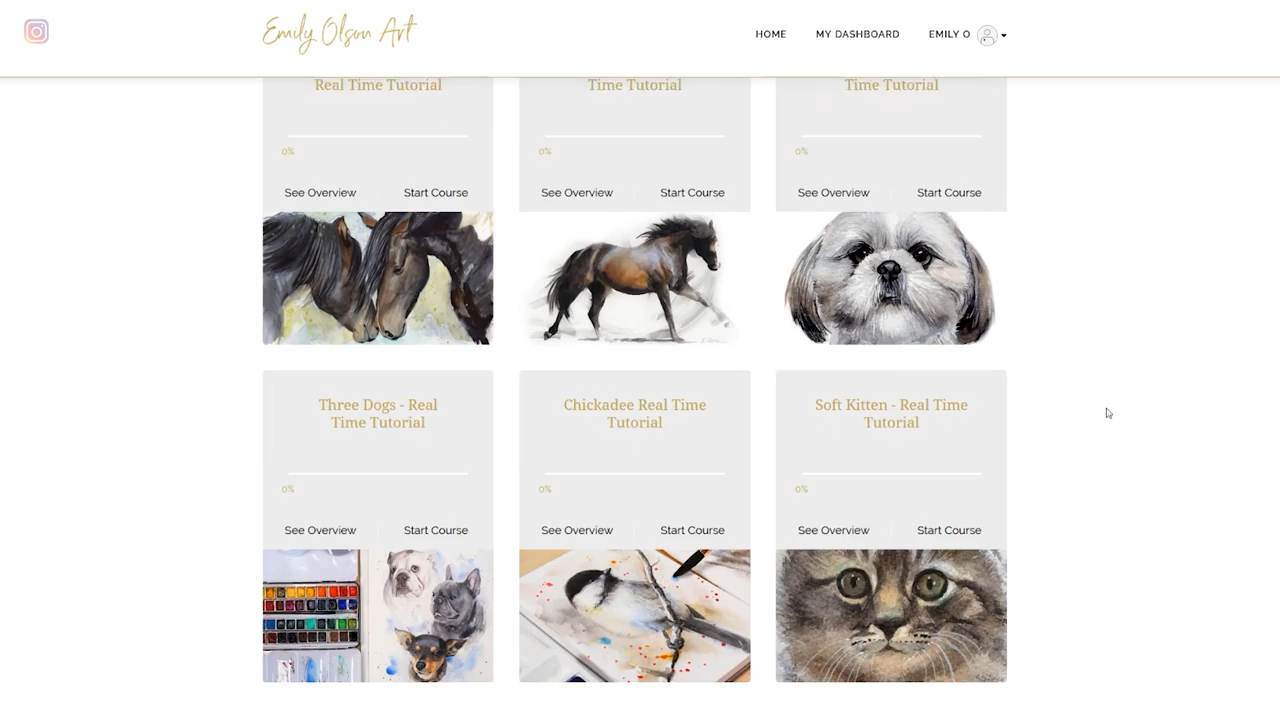 Emily Olson Art
HOME
MY DASHBOARD
EMILY O
Real Time Tutorial
Time Tutorial
Time Tutorial
0%
0%
0%
See Overview
Start Course
See Overview
Start Course
See Overview
Start Course
Three Dogs - Real
Time Tutorial
Chickadee Real Time
Tutorial
Soft Kitten - Real Time
Tutorial
0%
0%
0%
See Overview
Start Course
See Overview
Start Course
See Overview
Start Course